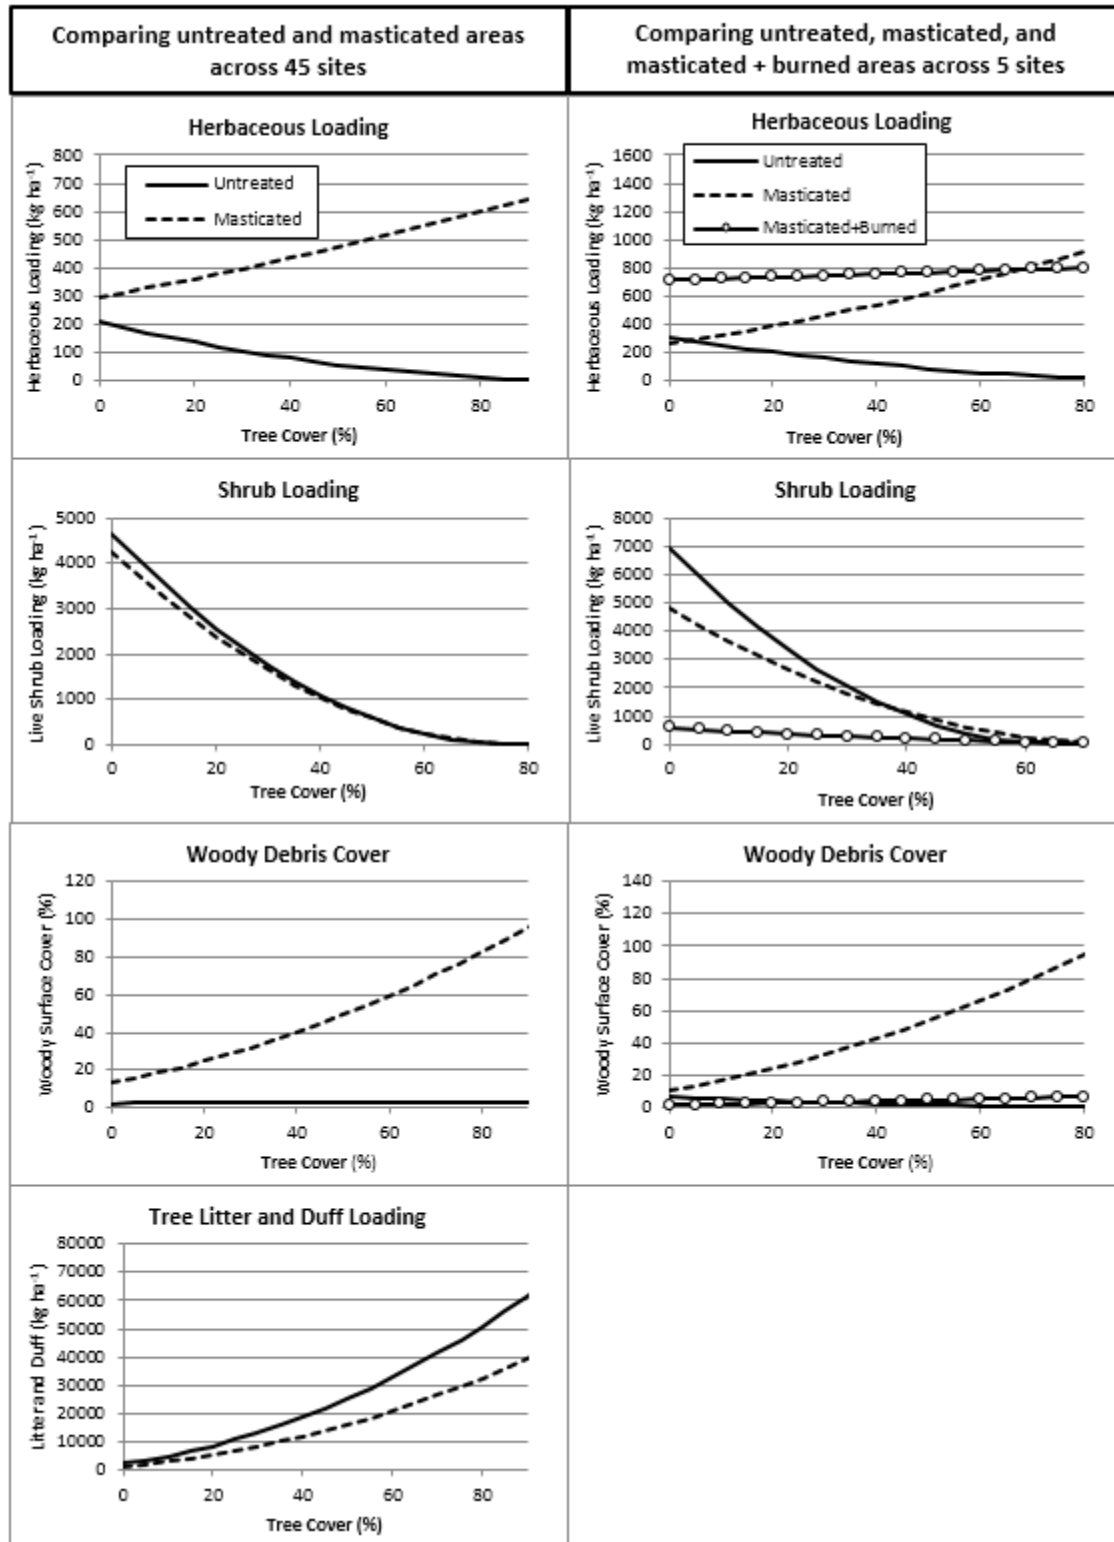 Comparing untreated and masticated areas
across 45 sites
Comparing untreated, masticated, and
masticated + burned areas across 5 sites
Herbaceous Loading
Herbaceous Loading (kg ha⁻¹)
800
700
600
500
400
300
200
100
0
Untreated
Masticated
0 20 40 60 80
Tree Cover (%)
Herbaceous Loading
Herbaceous Loading (kg ha⁻¹)
1600
1400
1200
1000
800
600
400
200
0
Untreated
Masticated
Masticated+Burned
0 20 40 60 80
Tree Cover (%)
Shrub Loading
Live Shrub Loading (kg ha⁻¹)
5000
4000
3000
2000
1000
0
0 20 40 60 80
Tree Cover (%)
Shrub Loading
Live Shrub Loading (kg ha⁻¹)
8000
7000
6000
5000
4000
3000
2000
1000
0
0 20 40 60
Tree Cover (%)
Woody Debris Cover
Woody Surface Cover (%)
120
100
80
60
40
20
0
0 20 40 60 80
Tree Cover (%)
Woody Debris Cover
Woody Surface Cover (%)
140
120
100
80
60
40
20
0
0 20 40 60 80
Tree Cover (%)
Tree Litter and Duff Loading
Litter and Duff (kg ha⁻¹)
80000
70000
60000
50000
40000
30000
20000
10000
0
0 20 40 60 80
Tree Cover (%)